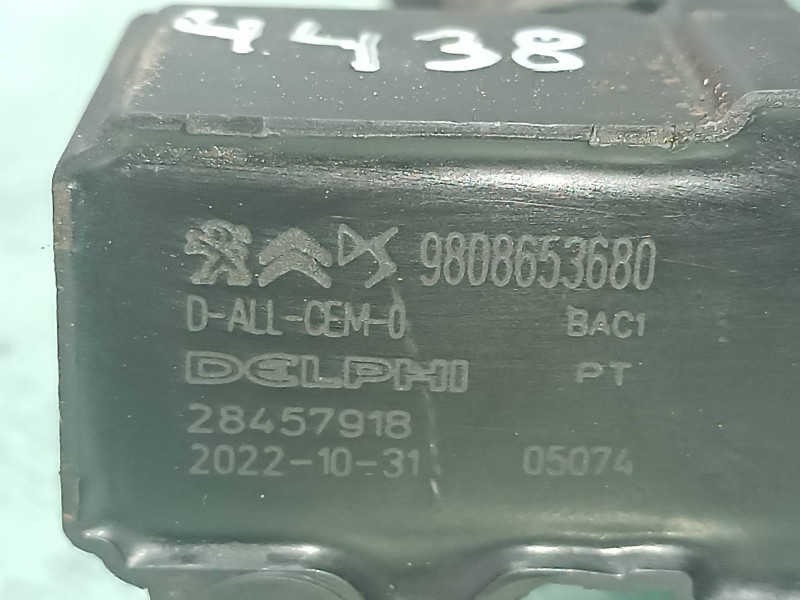 4438
9808653680
D-ALL-CEM-0 BAC1
DELPHI PT
28457918
2022-10-31 05074